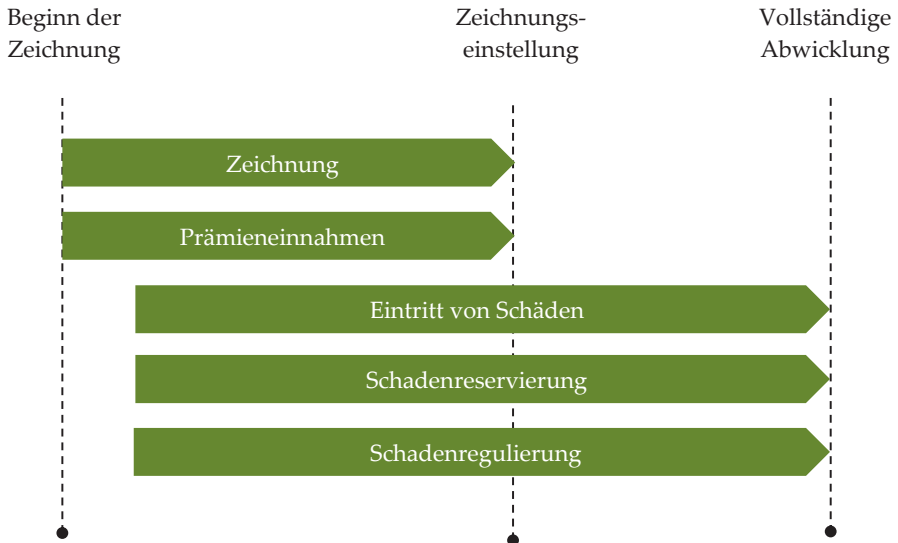 Beginn der
Zeichnung
Zeichnungs-
einstellung
Vollständige
Abwicklung
Zeichnung
Prämieneinnahmen
Eintritt von Schäden
Schadenreservierung
Schadenregulierung